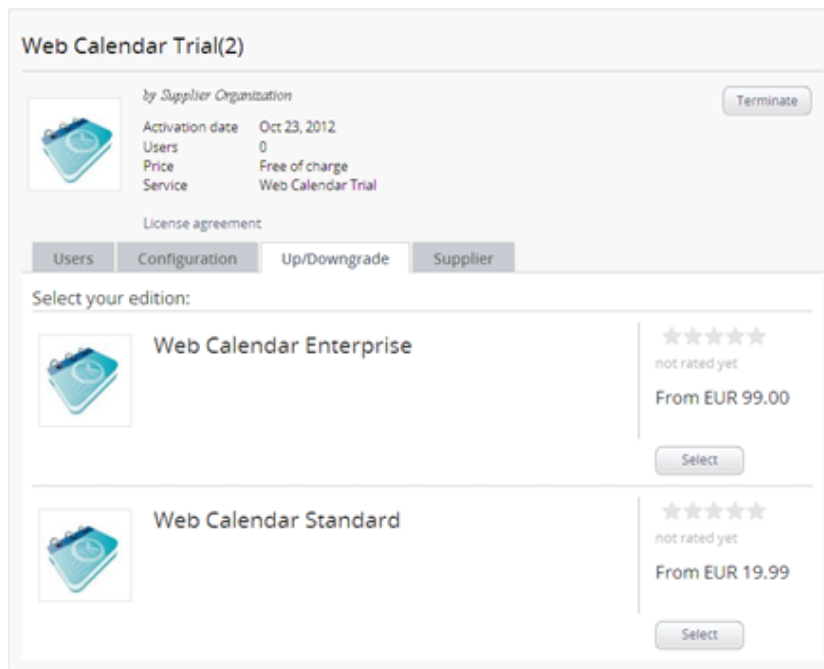 Web Calendar Trial(2)
by Supplier Organization
Terminate
Activation date Oct 23, 2012
Users 0
Price Free of charge
Service Web Calendar Trial
License agreement
Users Configuration Up/Downgrade Supplier
Select your edition:
Web Calendar Enterprise
not rated yet
From EUR 99.00
Select
Web Calendar Standard
not rated yet
From EUR 19.99
Select